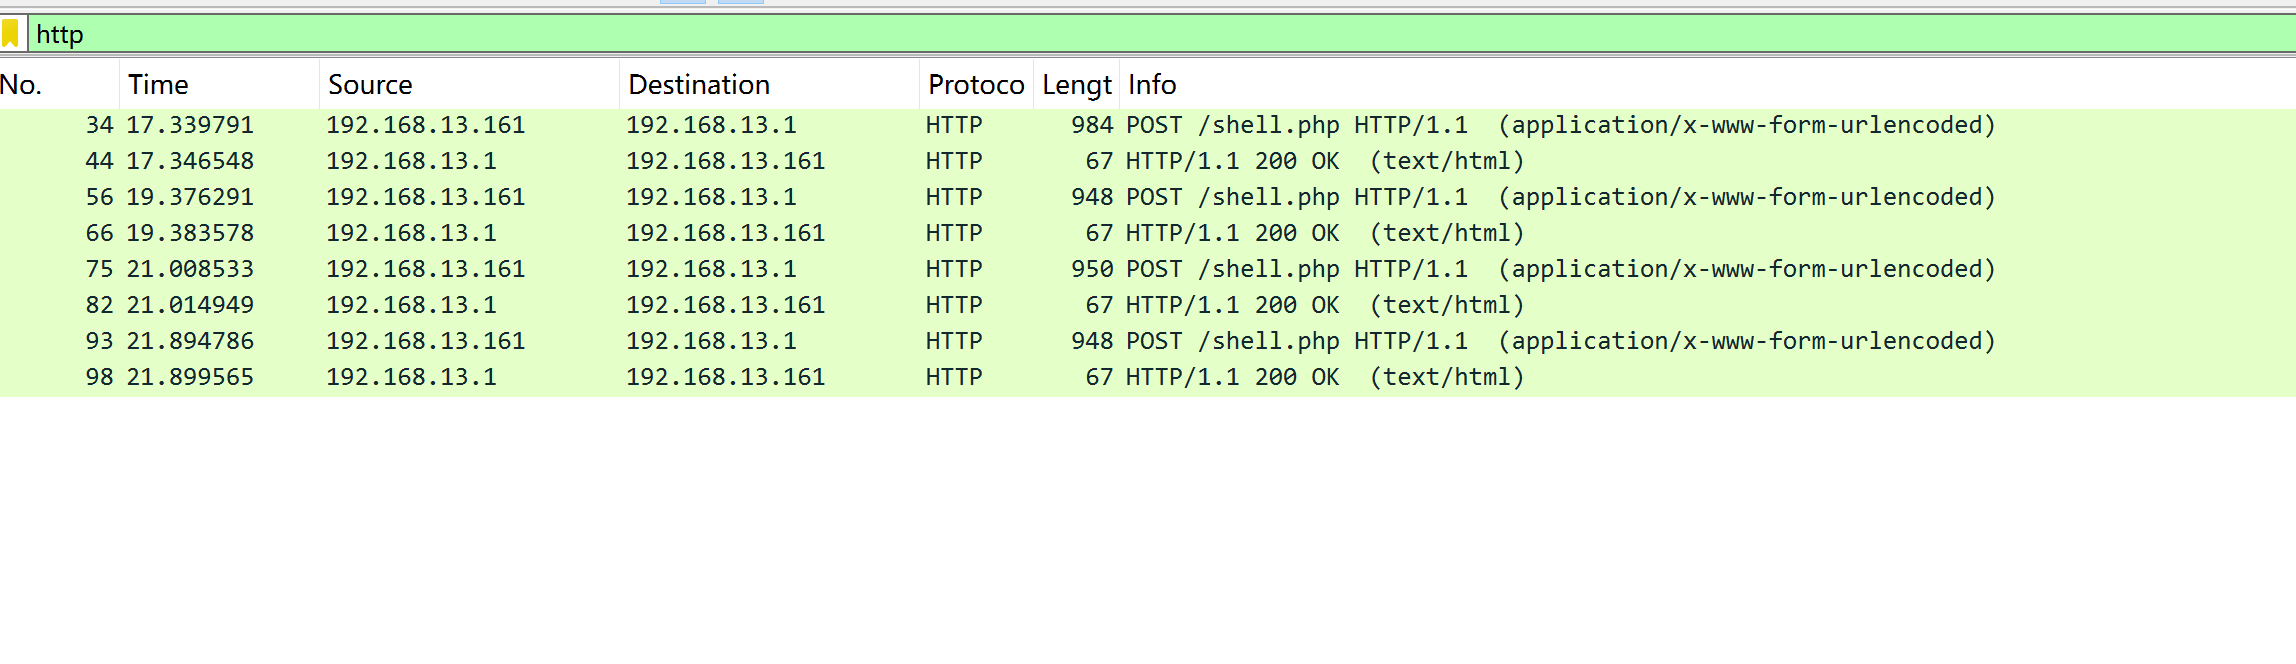 http
No. Time Source Destination Protoco Lengt Info
34 17.339791 192.168.13.161 192.168.13.1 HTTP 984 POST /shell.php HTTP/1.1  (application/x-www-form-urlencoded)
44 17.346548 192.168.13.1 192.168.13.161 HTTP 67 HTTP/1.1 200 OK  (text/html)
56 19.376291 192.168.13.161 192.168.13.1 HTTP 948 POST /shell.php HTTP/1.1  (application/x-www-form-urlencoded)
66 19.383578 192.168.13.1 192.168.13.161 HTTP 67 HTTP/1.1 200 OK  (text/html)
75 21.008533 192.168.13.161 192.168.13.1 HTTP 950 POST /shell.php HTTP/1.1  (application/x-www-form-urlencoded)
82 21.014949 192.168.13.1 192.168.13.161 HTTP 67 HTTP/1.1 200 OK  (text/html)
93 21.894786 192.168.13.161 192.168.13.1 HTTP 948 POST /shell.php HTTP/1.1  (application/x-www-form-urlencoded)
98 21.899565 192.168.13.1 192.168.13.161 HTTP 67 HTTP/1.1 200 OK  (text/html)